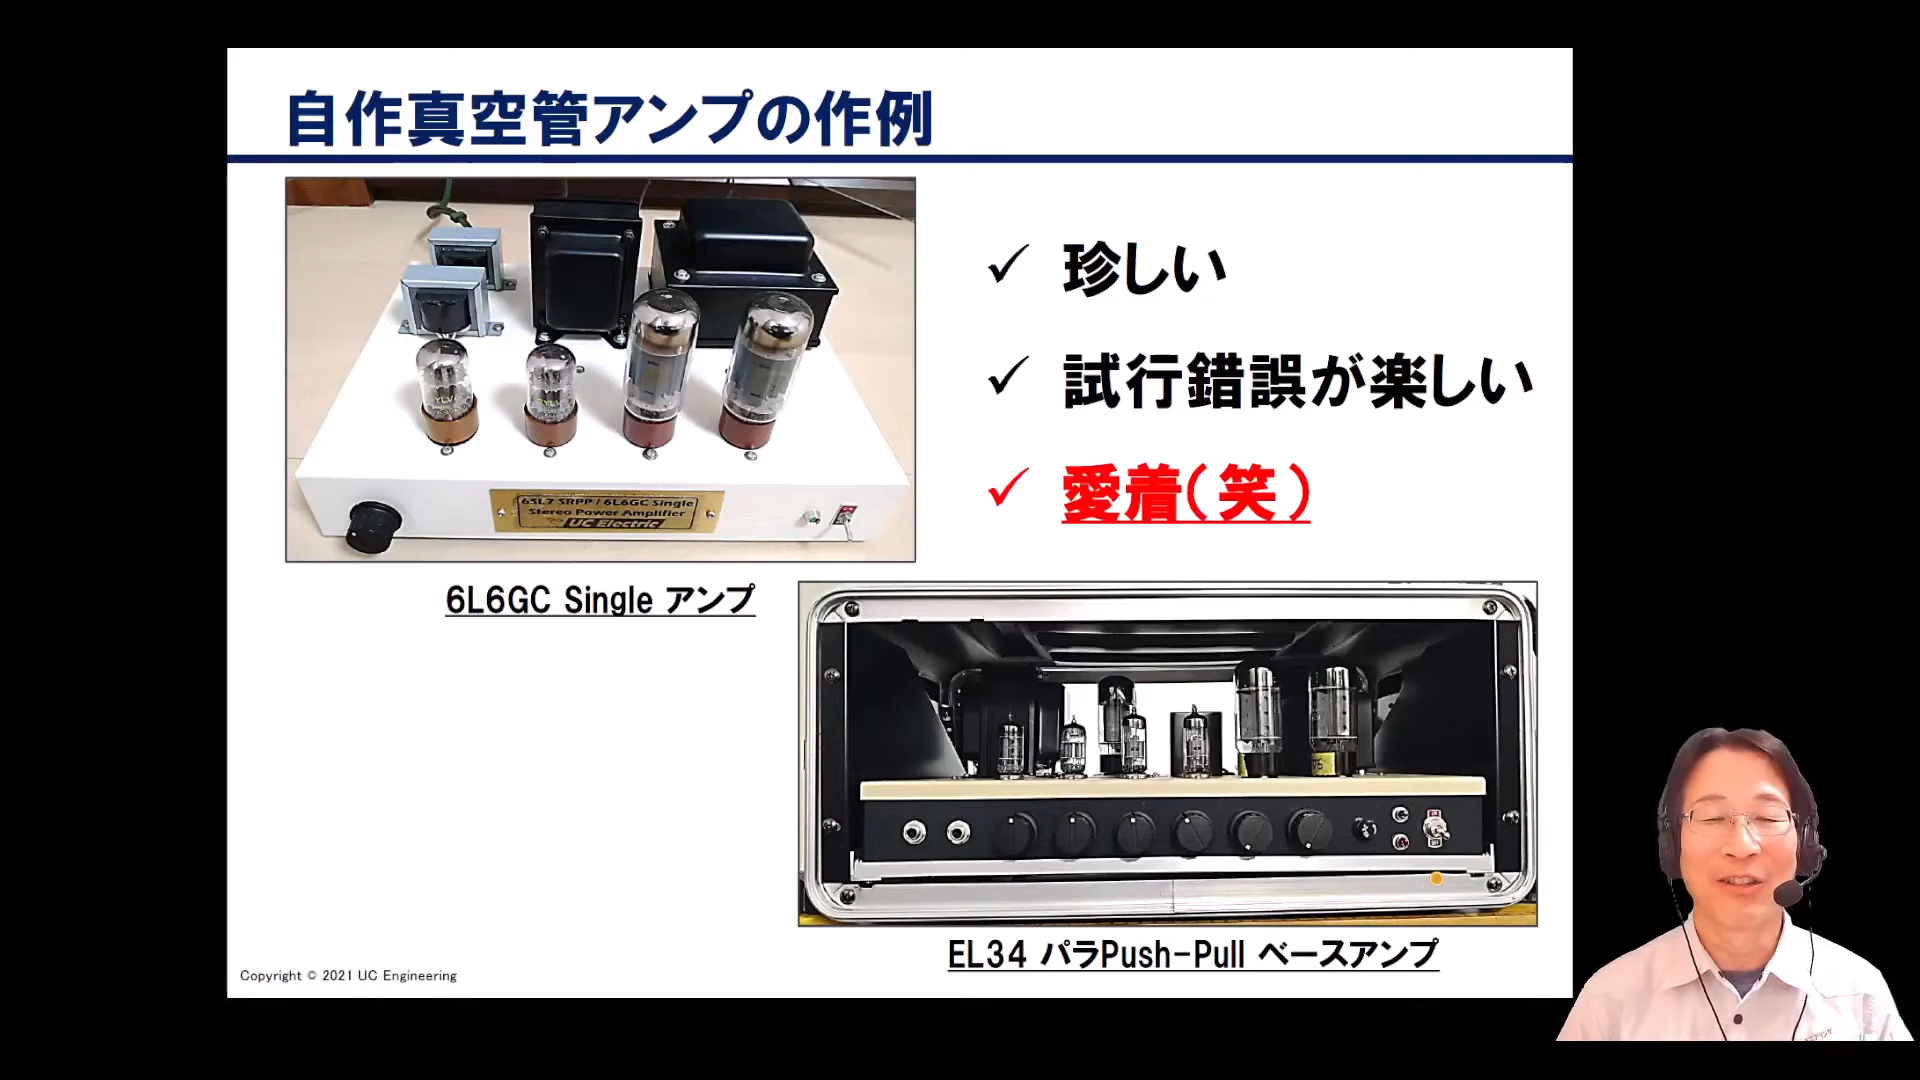 自作真空管アンプの作例
✓ 珍しい
✓ 試行錯誤が楽しい
✓ 愛着(笑)
6SL7 SRPP / 6L6GC Single
Stereo Power Amplifier
UC Electric
6L6GC Single アンプ
EL34 パラPush-Pull ベースアンプ
Copyright © 2021 UC Engineering